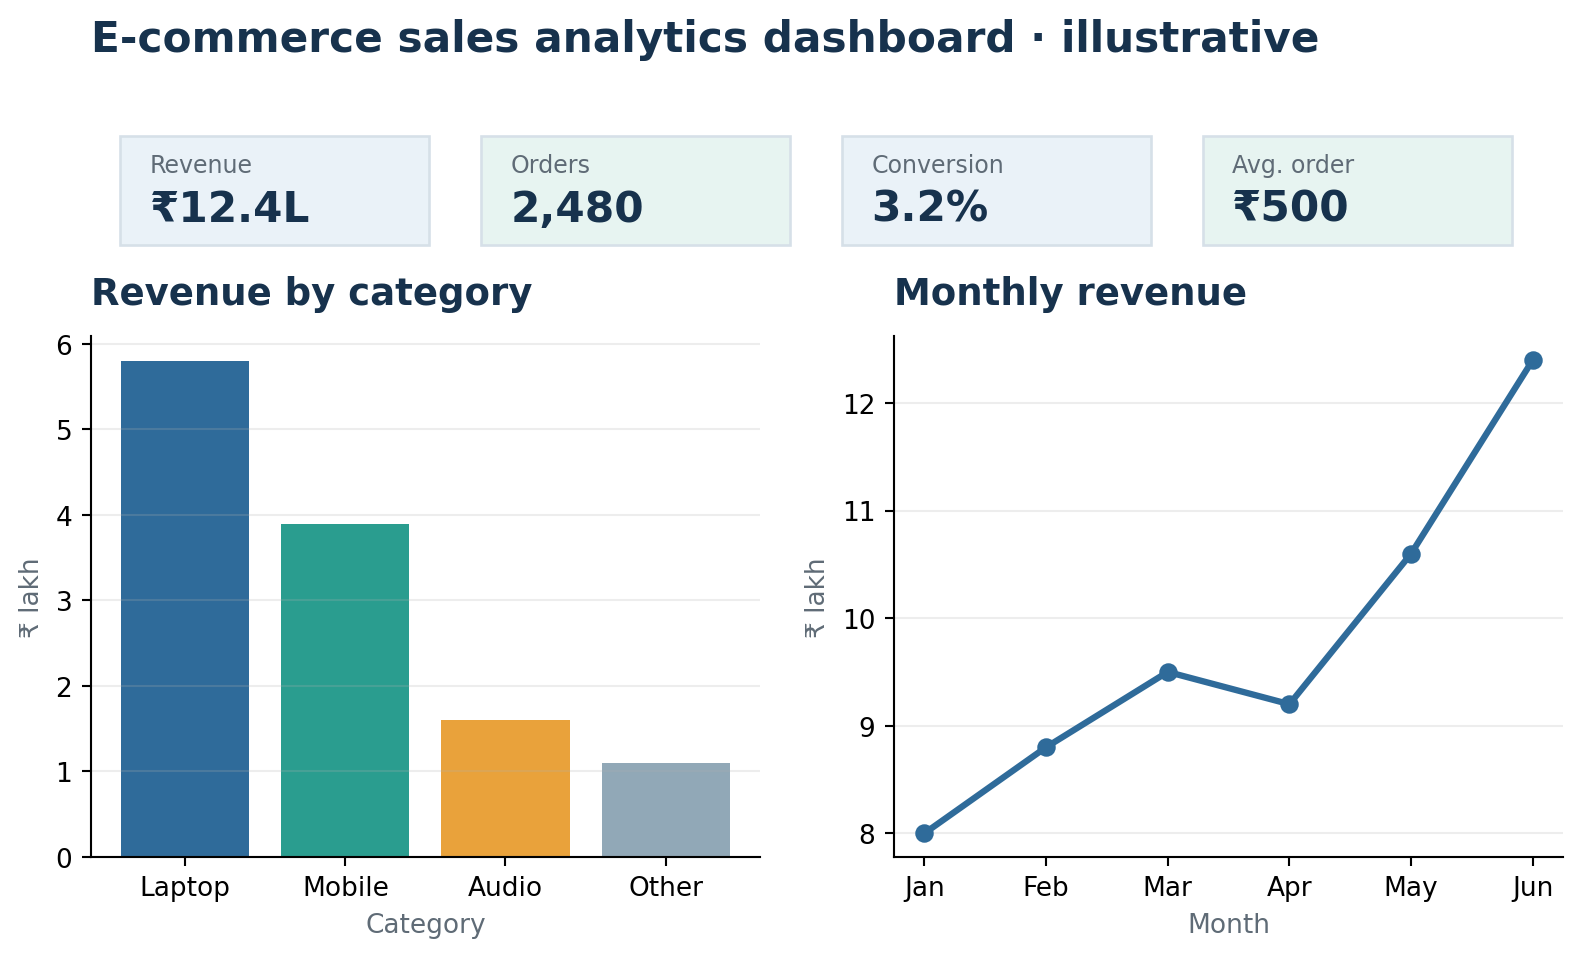 E-commerce sales analytics dashboard · illustrative
Revenue
₹12.4L
Orders
2,480
Conversion
3.2%
Avg. order
₹500
Revenue by category
6
5
4
3
2
1
0
₹ lakh
Laptop
Mobile
Audio
Other
Category
Monthly revenue
12
11
10
9
8
₹ lakh
Jan
Feb
Mar
Apr
May
Jun
Month